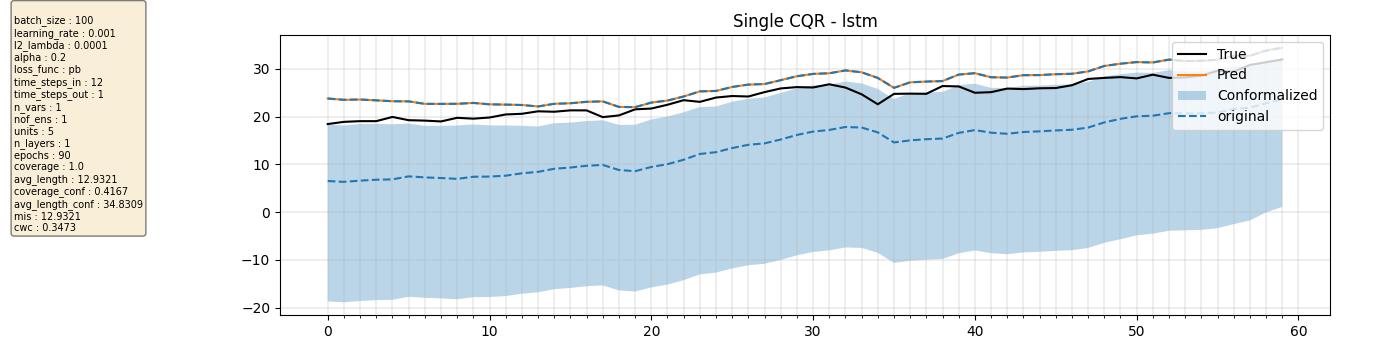 batch_size : 100
learning_rate : 0.001
l2_lambda : 0.0001
alpha : 0.2
loss_func : pb
time_steps_in : 12
time_steps_out : 1
n_vars : 1
nof_ens : 1
units : 5
n_layers : 1
epochs : 90
coverage : 1.0
avg_length : 12.9321
coverage_conf : 0.4167
avg_length_conf : 34.8309
mis : 12.9321
cwc : 0.3473
Single CQR - lstm
True
Pred
Conformalized
original
30
20
10
0
−10
−20
0 10 20 30 40 50 60